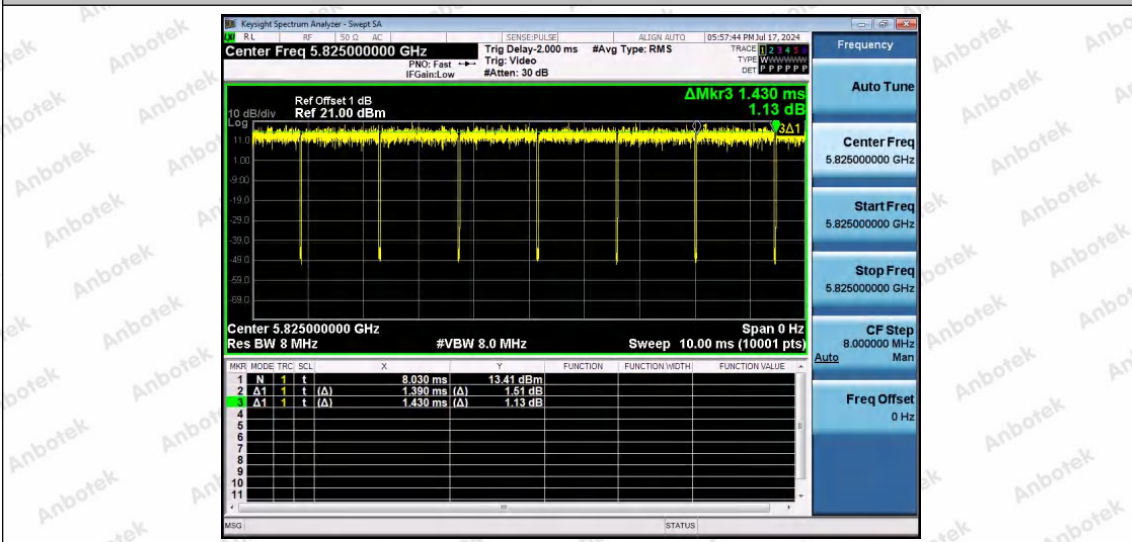 Keysight Spectrum Analyzer - Swept SA
RL RF 50 Ω AC SENSE:PULSE ALIGN AUTO 05:57:44 PM Jul 17, 2024
Center Freq 5.825000000 GHz
PNO: Fast
IFGain:Low
Trig Delay-2.000 ms
Trig: Video
#Atten: 30 dB
#Avg Type: RMS
TRACE 1 2 3 4 5 6
TYPE WWWWWW
DET P P P P P P
ΔMkr3 1.430 ms
1.13 dB
Ref Offset 1 dB
10 dB/div Ref 21.00 dBm
Log
11.0
1.00
-9.00
-19.0
-29.0
-39.0
-49.0
-59.0
-69.0
1
3Δ1
Center 5.825000000 GHz Span 0 Hz
Res BW 8 MHz #VBW 8.0 MHz Sweep 10.00 ms (10001 pts)
MKR MODE TRC SCL X Y FUNCTION FUNCTION WIDTH FUNCTION VALUE
1 N 1 t 8.030 ms 13.41 dBm
2 Δ1 1 t (Δ) 1.390 ms (Δ) 1.51 dB
3 Δ1 1 t (Δ) 1.430 ms (Δ) 1.13 dB
4
5
6
7
8
9
10
11
MSG STATUS
Frequency
Auto Tune
Center Freq
5.825000000 GHz
Start Freq
5.825000000 GHz
Stop Freq
5.825000000 GHz
CF Step
8.000000 MHz
Auto Man
Freq Offset
0 Hz
Anbotek